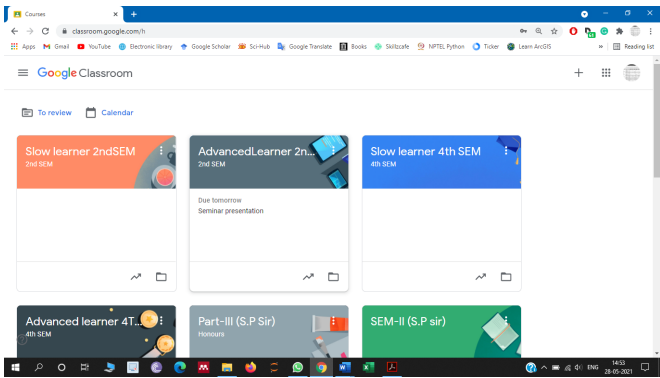 Courses
classroom.google.com/h
Apps Gmail YouTube Electronic library Google Scholar Sci-Hub Google Translate Books Skillzcafe NPTEL Python Ticker Learn ArcGIS » Reading list
Google Classroom
To review Calendar
Slow learner 2ndSEM
2nd SEM
AdvancedLearner 2n...
2nd SEM
Due tomorrow
Seminar presentation
Slow learner 4th SEM
4th SEM
Advanced learner 4T...
4th SEM
Part-III (S.P Sir)
Honours
SEM-II (S.P sir)
ENG
14:53
28-05-2021